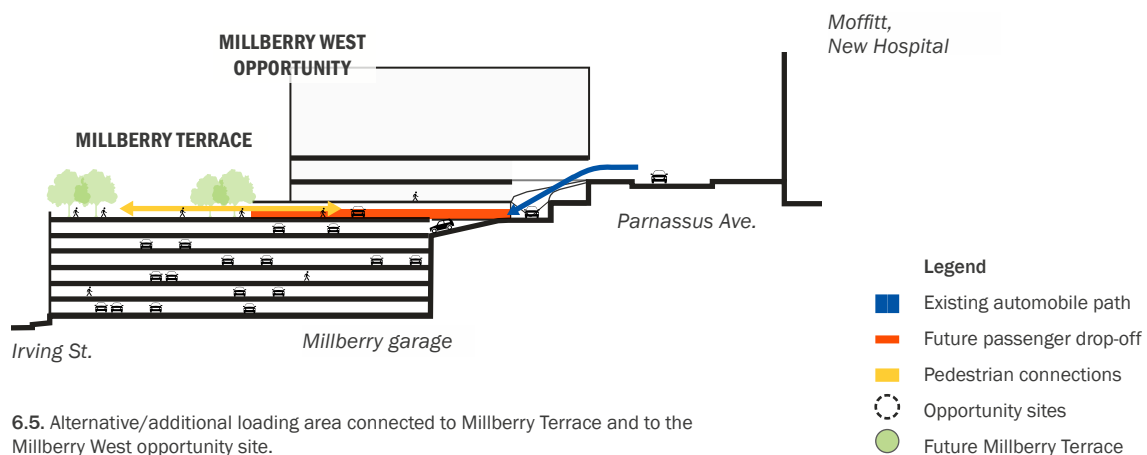 Moffitt,
New Hospital
MILLBERRY WEST
OPPORTUNITY
MILLBERRY TERRACE
Parnassus Ave.
Irving St.
Millberry garage
Legend
Existing automobile path
Future passenger drop-off
Pedestrian connections
Opportunity sites
Future Millberry Terrace
6.5. Alternative/additional loading area connected to Millberry Terrace and to the
Millberry West opportunity site.